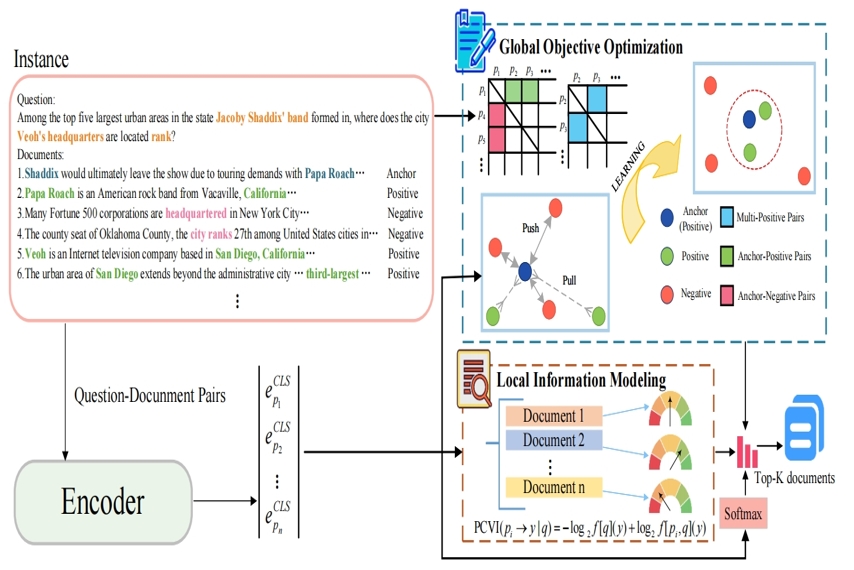 Instance
Question:
Among the top five largest urban areas in the state Jacoby Shaddix' band formed in, where does the city
Veoh's headquarters are located rank?
Documents:
1.Shaddix would ultimately leave the show due to touring demands with Papa Roach··· Anchor
2.Papa Roach is an American rock band from Vacaville, California··· Positive
3.Many Fortune 500 corporations are headquartered in New York City··· Negative
4.The county seat of Oklahoma County, the city ranks 27th among United States cities in··· Negative
5.Veoh is an Internet television company based in San Diego, California··· Positive
6.The urban area of San Diego extends beyond the administrative city ··· third-largest ··· Positive
⋮
Question-Docunment Pairs
Encoder
e_{p_1}^{CLS}
e_{p_2}^{CLS}
⋮
e_{p_n}^{CLS}
Global Objective Optimization
p_1 p_2 p_3 ···
p_1
p_4
p_5
⋮
p_2 p_3 ···
p_2
p_3
⋮
LEARNING
Push
Pull
Anchor
(Positive)
Positive
Negative
Multi-Positive Pairs
Anchor-Positive Pairs
Anchor-Negative Pairs
Local Information Modeling
Document 1
Document 2
⋮
Document n
PCVI(p_i → y | q) = −log_2 f[q](y) + log_2 f[p_i, q](y)
Top-K documents
Softmax